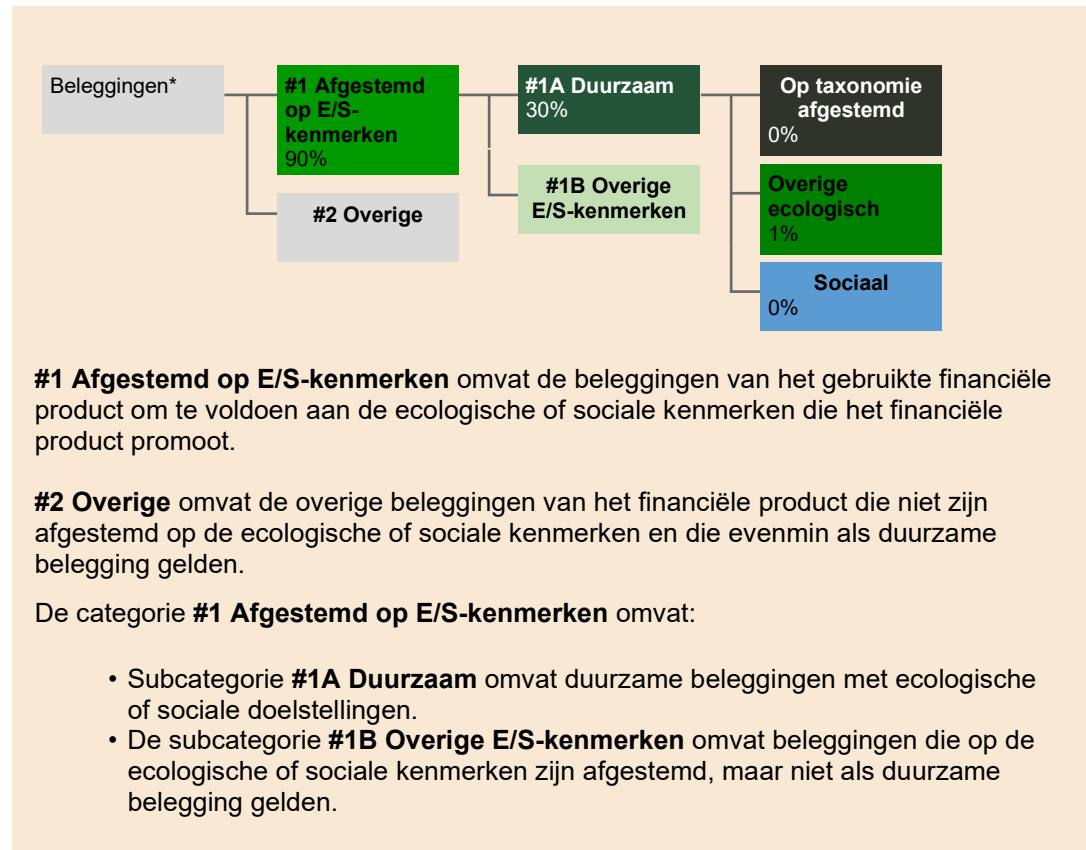 Beleggingen*
#1 Afgestemd
op E/S-
kenmerken
90%
#2 Overige
#1A Duurzaam
30%
#1B Overige
E/S-kenmerken
Op taxonomie
afgestemd
0%
Overige
ecologisch
1%
Sociaal
0%
#1 Afgestemd op E/S-kenmerken omvat de beleggingen van het gebruikte financiële
product om te voldoen aan de ecologische of sociale kenmerken die het financiële
product promoot.
#2 Overige omvat de overige beleggingen van het financiële product die niet zijn
afgestemd op de ecologische of sociale kenmerken en die evenmin als duurzame
belegging gelden.
De categorie #1 Afgestemd op E/S-kenmerken omvat:
• Subcategorie #1A Duurzaam omvat duurzame beleggingen met ecologische
of sociale doelstellingen.
• De subcategorie #1B Overige E/S-kenmerken omvat beleggingen die op de
ecologische of sociale kenmerken zijn afgestemd, maar niet als duurzame
belegging gelden.